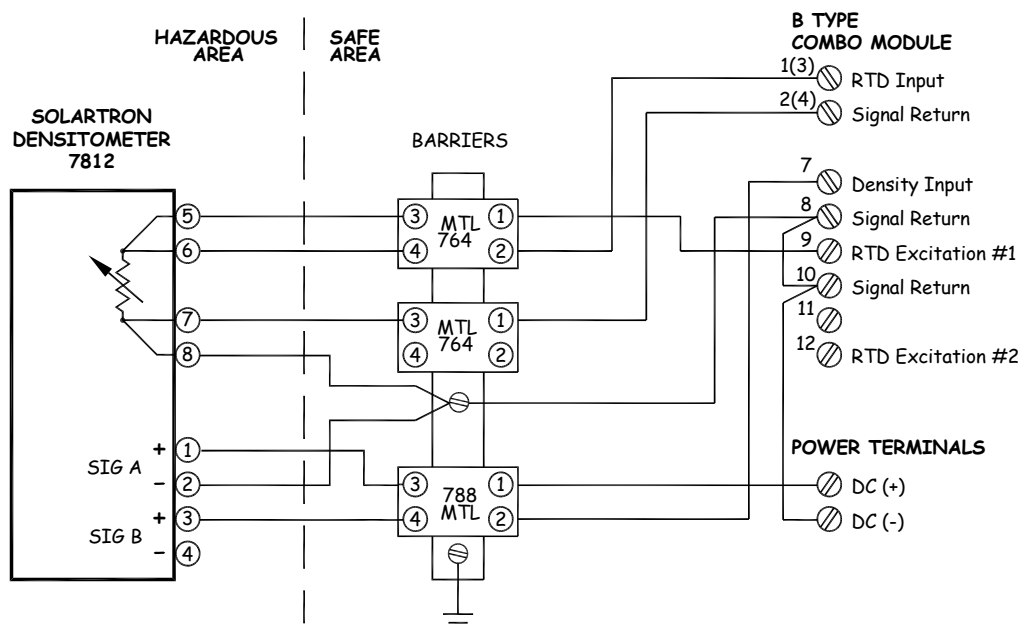 HAZARDOUS
AREA
SAFE
AREA
B TYPE
COMBO MODULE
1(3) RTD Input
2(4) Signal Return
7 Density Input
8 Signal Return
9 RTD Excitation #1
10 Signal Return
11
12 RTD Excitation #2
POWER TERMINALS
DC (+)
DC (-)
SOLARTRON
DENSITOMETER
7812
5
6
7
8
SIG A + 1
- 2
SIG B + 3
- 4
BARRIERS
3 MTL 1
4 764 2
3 MTL 1
4 764 2
3 788 1
4 MTL 2